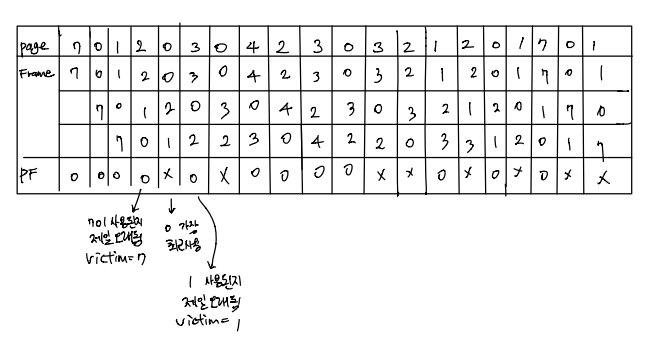 page 7 0 1 2 0 3 0 4 2 3 0 3 2 1 2 0 1 7 0 1
Frame 7 0 1 2 0 3 0 4 2 3 0 3 2 1 2 0 1 7 0 1
7 0 1 2 0 3 0 4 2 3 0 3 2 1 2 0 1 7 0
7 0 1 2 2 3 0 4 2 2 0 3 3 1 2 0 1 7
PF o o o o x o x o o o o x x o x o x o x x
701 사용된지
제일 오래됨
victim=7
0 가장
최근사용
1 사용된지
제일 오래됨
victim= 1